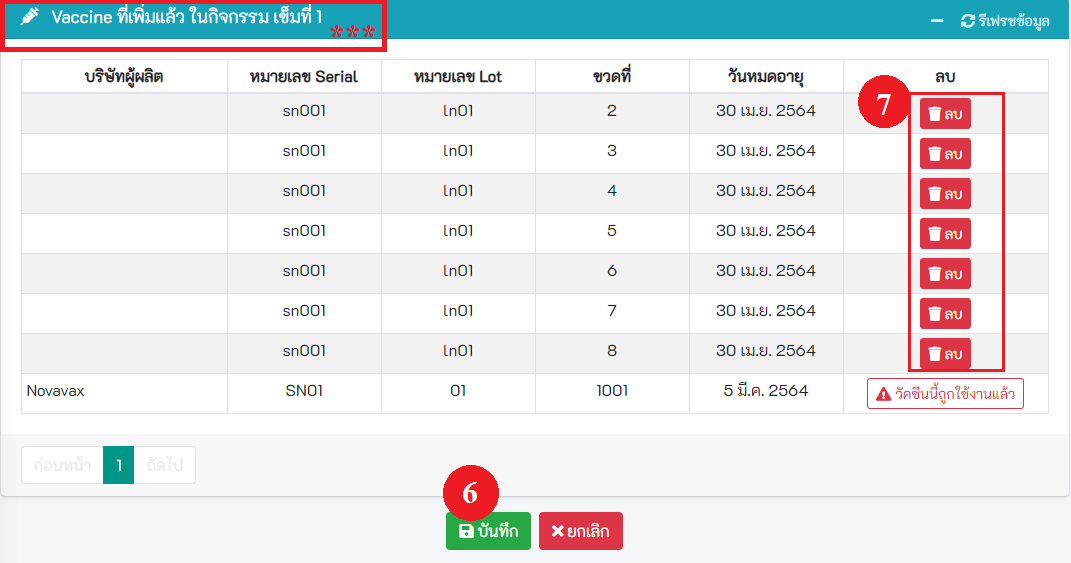 Vaccine ที่เพิ่มแล้ว ในกิจกรรม เข็มที่ 1
*** รีเฟรชข้อมูล
บริษัทผู้ผลิต หมายเลข Serial หมายเลข Lot ขวดที่ วันหมดอายุ ลบ
7
sn001 ln01 2 30 เม.ย. 2564 ลบ
sn001 ln01 3 30 เม.ย. 2564 ลบ
sn001 ln01 4 30 เม.ย. 2564 ลบ
sn001 ln01 5 30 เม.ย. 2564 ลบ
sn001 ln01 6 30 เม.ย. 2564 ลบ
sn001 ln01 7 30 เม.ย. 2564 ลบ
sn001 ln01 8 30 เม.ย. 2564 ลบ
Novavax SN01 01 1001 5 มี.ค. 2564 วัคซีนนี้ถูกใช้งานแล้ว
ก่อนหน้า 1 ถัดไป
6
บันทึก ยกเลิก